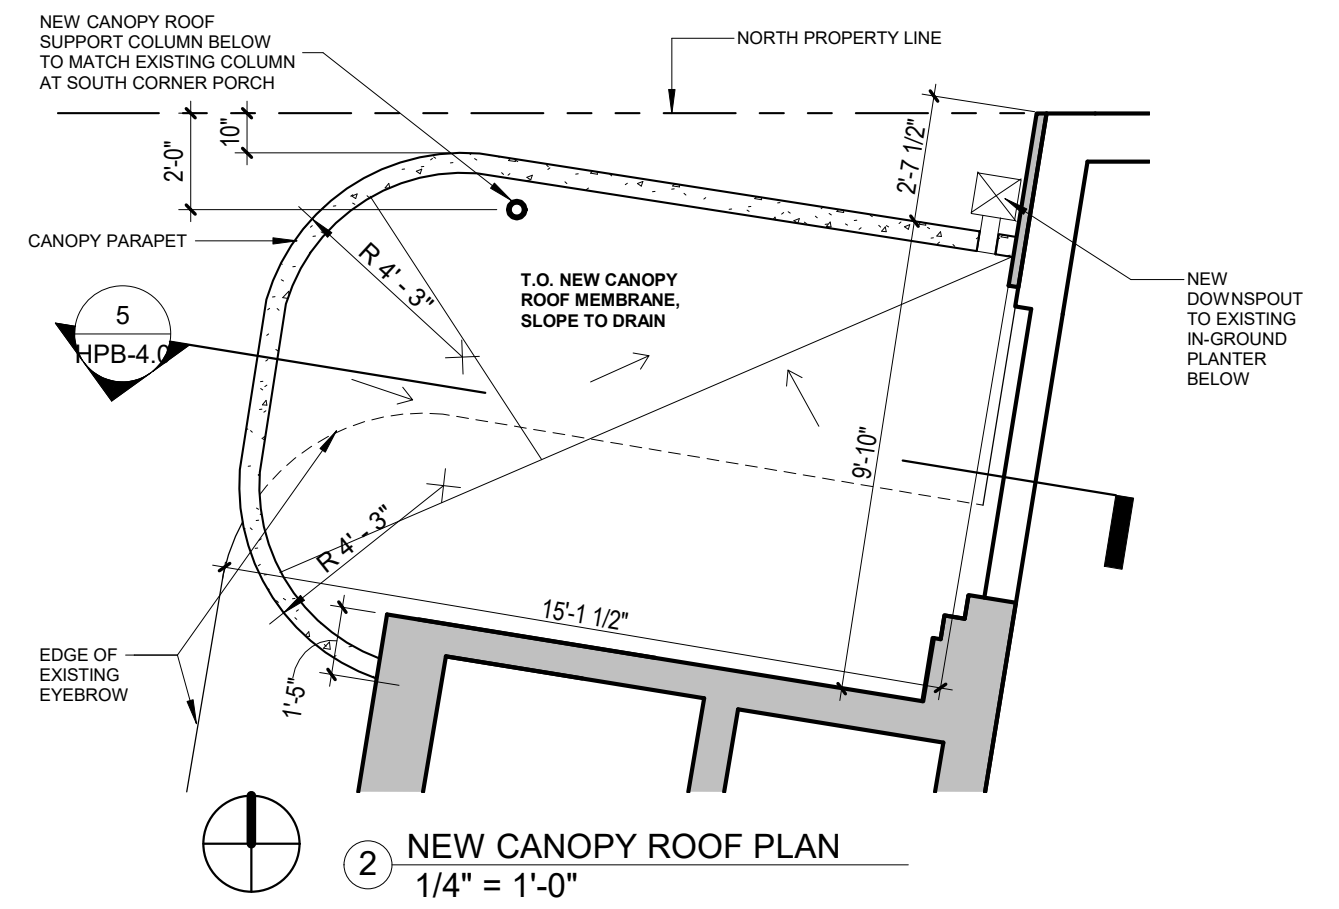 NEW CANOPY ROOF
SUPPORT COLUMN BELOW
TO MATCH EXISTING COLUMN
AT SOUTH CORNER PORCH
NORTH PROPERTY LINE
10"
2'-0"
2'-7 1/2"
CANOPY PARAPET
R 4' - 3"
T.O. NEW CANOPY
ROOF MEMBRANE,
SLOPE TO DRAIN
NEW
DOWNSPOUT
TO EXISTING
IN-GROUND
PLANTER
BELOW
5
HPB-4.0
9'-10"
R 4' - 3"
15'-1 1/2"
EDGE OF
EXISTING
EYEBROW
1'-5"
2
NEW CANOPY ROOF PLAN
1/4" = 1'-0"